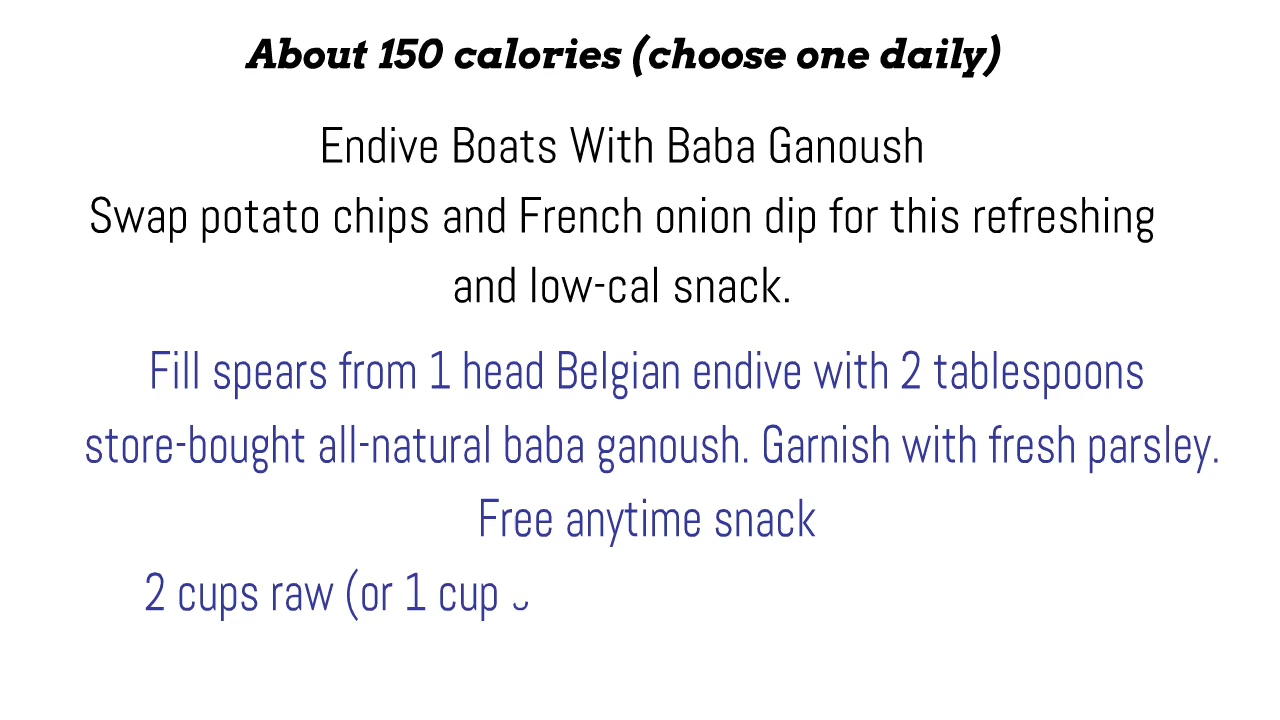 About 150 calories (choose one daily)
Endive Boats With Baba Ganoush
Swap potato chips and French onion dip for this refreshing
and low-cal snack.
Fill spears from 1 head Belgian endive with 2 tablespoons
store-bought all-natural baba ganoush. Garnish with fresh parsley.
Free anytime snack
2 cups raw (or 1 cup